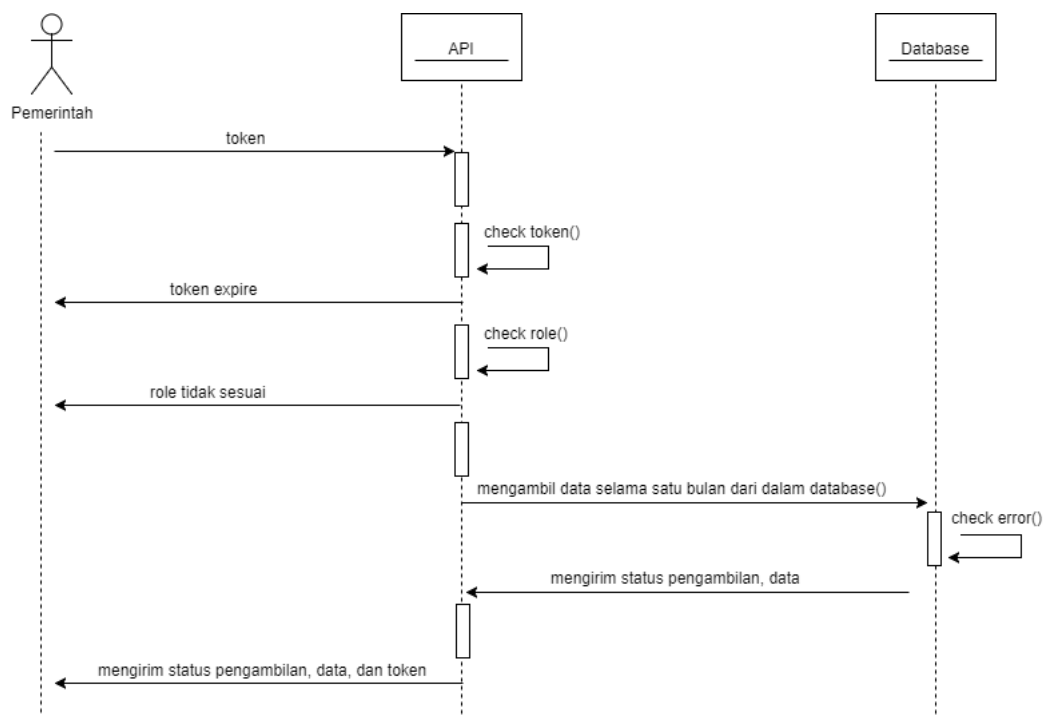 API
Database
Pemerintah
token
check token()
token expire
check role()
role tidak sesuai
mengambil data selama satu bulan dari dalam database()
check error()
mengirim status pengambilan, data
mengirim status pengambilan, data, dan token